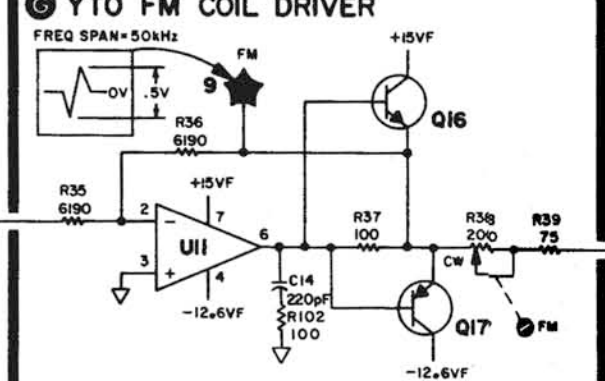 G YTO FM COIL DRIVER
FREQ SPAN=50kHz
0V
.5V
FM
9
+15VF
Q16
R36
6190
R35
6190
+15VF
2
7
U11
6
3
4
-12.6VF
C14
220pF
R102
100
R37
100
R38
200
CW
R39
75
FM
Q17
-12.6VF